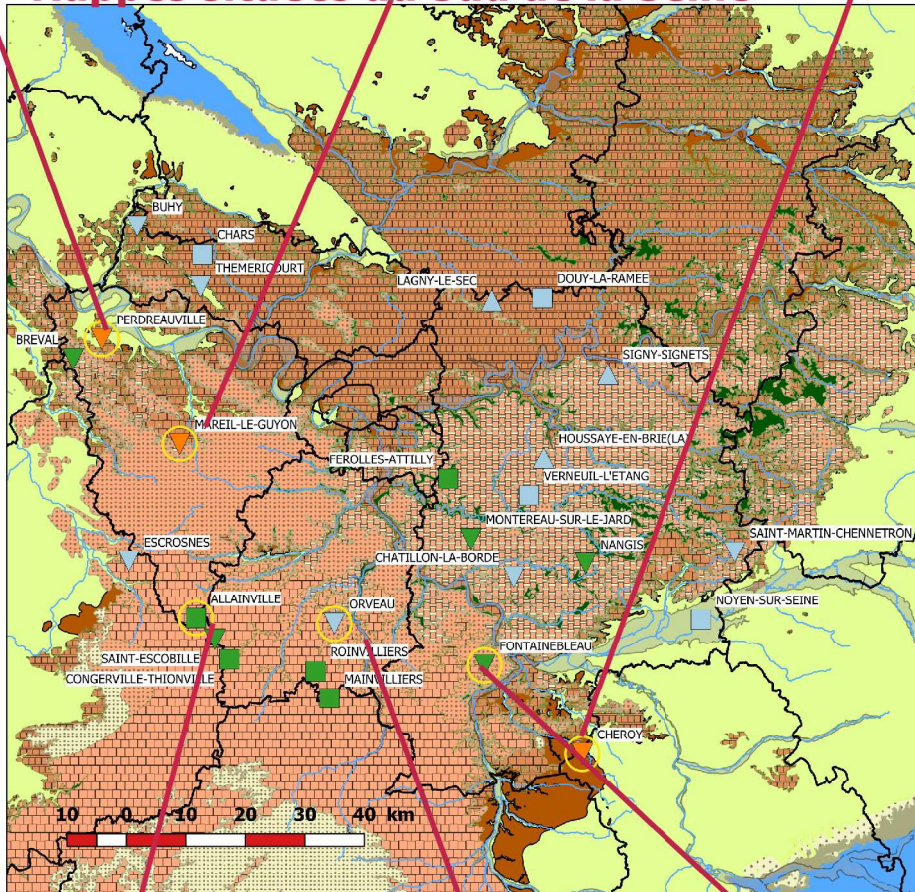 BUHY
CHARS
THEMERICOURT
LAGNY-LE-SEC
DOUY-LA-RAMEE
PERDREAUVILLE
BREVAL
SIGNY-SIGNETS
MAREIL-LE-GUYON
HOUSSAYE-EN-BRIE(LA
FEROLLES-ATTILLY
VERNEUIL-L'ETANG
MONTEREAU-SUR-LE-JARD
SAINT-MARTIN-CHENNETRON
ESCROSNES
CHATILLON-LA-BORDE
NANGIS
ALLAINVILLE
ORVEAU
NOYEN-SUR-SEINE
SAINT-ESCOBILLE
ROINVILLIERS
FONTAINEBLEAU
CONGERVILLE-THIONVILLE
MAINVILLIERS
CHEROY
10 0 10 20 30 40 km